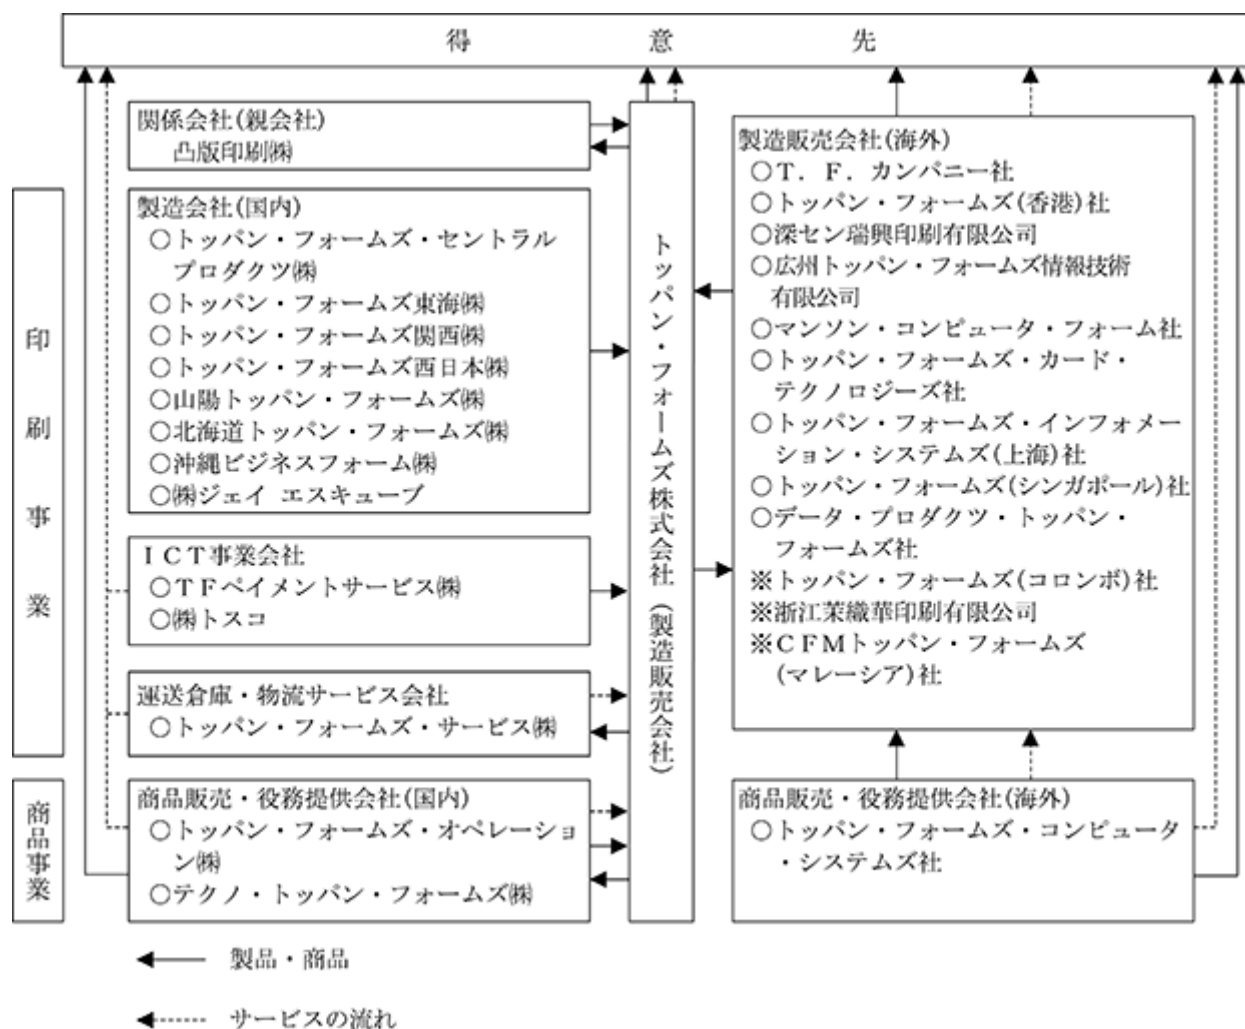 得意先
関係会社(親会社)
凸版印刷㈱
印刷事業
製造会社(国内)
○トッパン・フォームズ・セントラル
プロダクツ㈱
○トッパン・フォームズ東海㈱
○トッパン・フォームズ関西㈱
○トッパン・フォームズ西日本㈱
○山陽トッパン・フォームズ㈱
○北海道トッパン・フォームズ㈱
○沖縄ビジネスフォーム㈱
○㈱ジェイ エスキューブ
ＩＣＴ事業会社
○ＴＦペイメントサービス㈱
○㈱トスコ
運送倉庫・物流サービス会社
○トッパン・フォームズ・サービス㈱
商品事業
商品販売・役務提供会社(国内)
○トッパン・フォームズ・オペレーショ
ン㈱
○テクノ・トッパン・フォームズ㈱
トッパン・フォームズ株式会社(製造販売会社)
製造販売会社(海外)
○Ｔ．Ｆ．カンパニー社
○トッパン・フォームズ(香港)社
○深セン瑞興印刷有限公司
○広州トッパン・フォームズ情報技術
有限公司
○マンソン・コンピュータ・フォーム社
○トッパン・フォームズ・カード・
テクノロジーズ社
○トッパン・フォームズ・インフォメー
ション・システムズ(上海)社
○トッパン・フォームズ(シンガポール)社
○データ・プロダクツ・トッパン・
フォームズ社
※トッパン・フォームズ(コロンボ)社
※浙江茉織華印刷有限公司
※ＣＦＭトッパン・フォームズ
(マレーシア)社
商品販売・役務提供会社(海外)
○トッパン・フォームズ・コンピュータ
・システムズ社
製品・商品
サービスの流れ